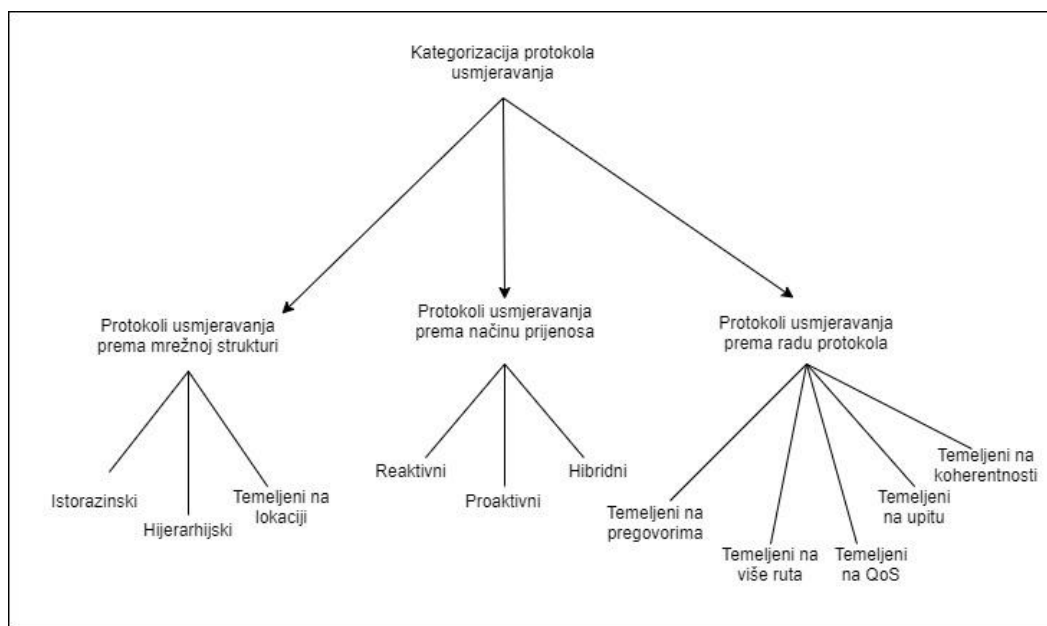 Kategorizacija protokola
usmjeravanja
Protokoli usmjeravanja
prema mrežnoj strukturi
Protokoli usmjeravanja
prema načinu prijenosa
Protokoli usmjeravanja
prema radu protokola
Istorazinski
Hijerarhijski
Temeljeni na
lokaciji
Reaktivni
Proaktivni
Hibridni
Temeljeni na
pregovorima
Temeljeni na
više ruta
Temeljeni
na QoS
Temeljeni
na upitu
Temeljeni na
koherentnosti